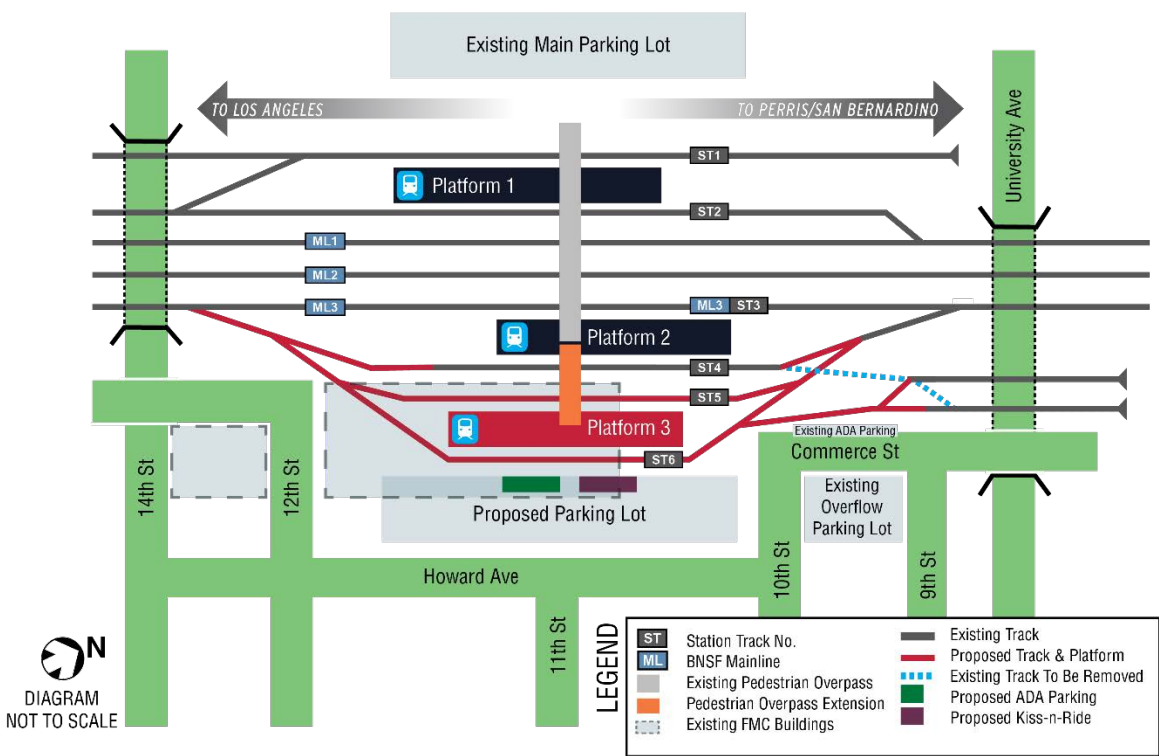 Existing Main Parking Lot
TO LOS ANGELES
TO PERRIS/SAN BERNARDINO
University Ave
ST1
Platform 1
ST2
ML1
ML2
ML3
ML3 ST3
Platform 2
ST4
ST5
Platform 3
ST6
Existing ADA Parking
Commerce St
14th St
12th St
Proposed Parking Lot
Existing
Overflow
Parking Lot
10th St
9th St
Howard Ave
11th St
N
DIAGRAM
NOT TO SCALE
LEGEND
ST Station Track No.
ML BNSF Mainline
Existing Pedestrian Overpass
Pedestrian Overpass Extension
Existing FMC Buildings
Existing Track
Proposed Track & Platform
Existing Track To Be Removed
Proposed ADA Parking
Proposed Kiss-n-Ride